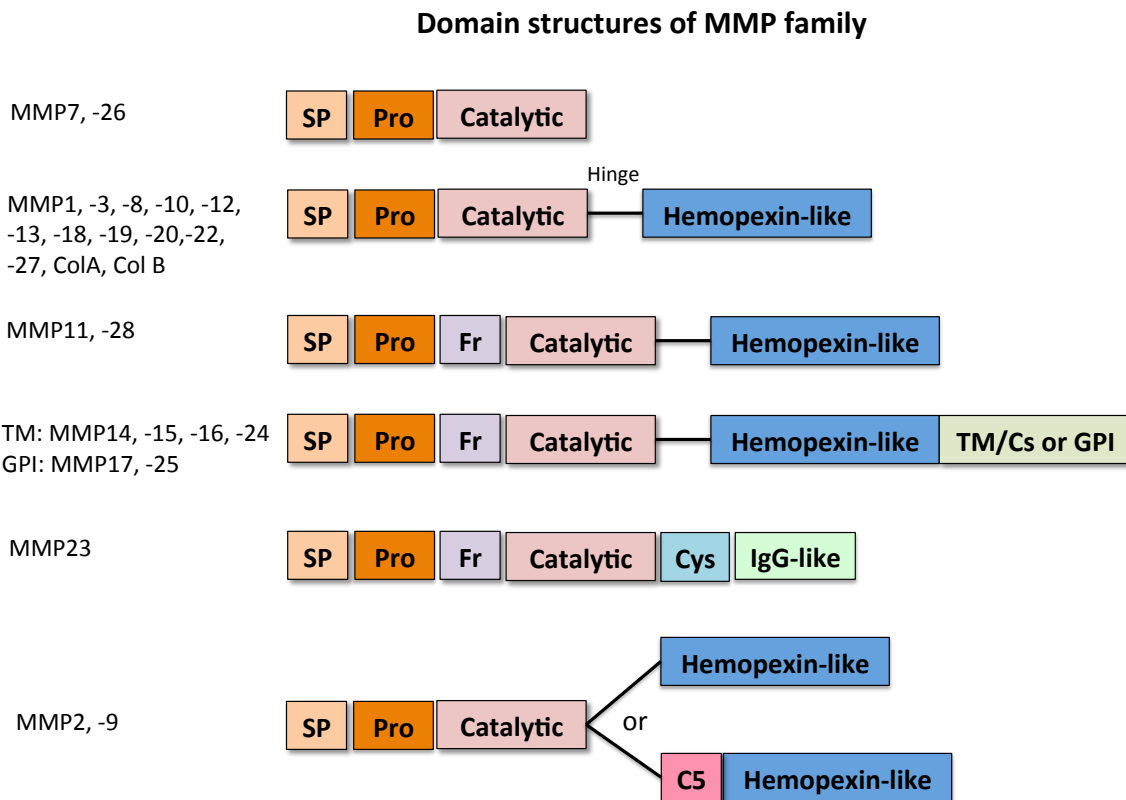 Domain structures of MMP family
MMP7, -26
SP Pro Catalytic
Hinge
MMP1, -3, -8, -10, -12,
-13, -18, -19, -20,-22,
-27, ColA, Col B
SP Pro Catalytic Hemopexin-like
MMP11, -28
SP Pro Fr Catalytic Hemopexin-like
TM: MMP14, -15, -16, -24
GPI: MMP17, -25
SP Pro Fr Catalytic Hemopexin-like TM/Cs or GPI
MMP23
SP Pro Fr Catalytic Cys IgG-like
MMP2, -9
SP Pro Catalytic
Hemopexin-like
or
C5 Hemopexin-like